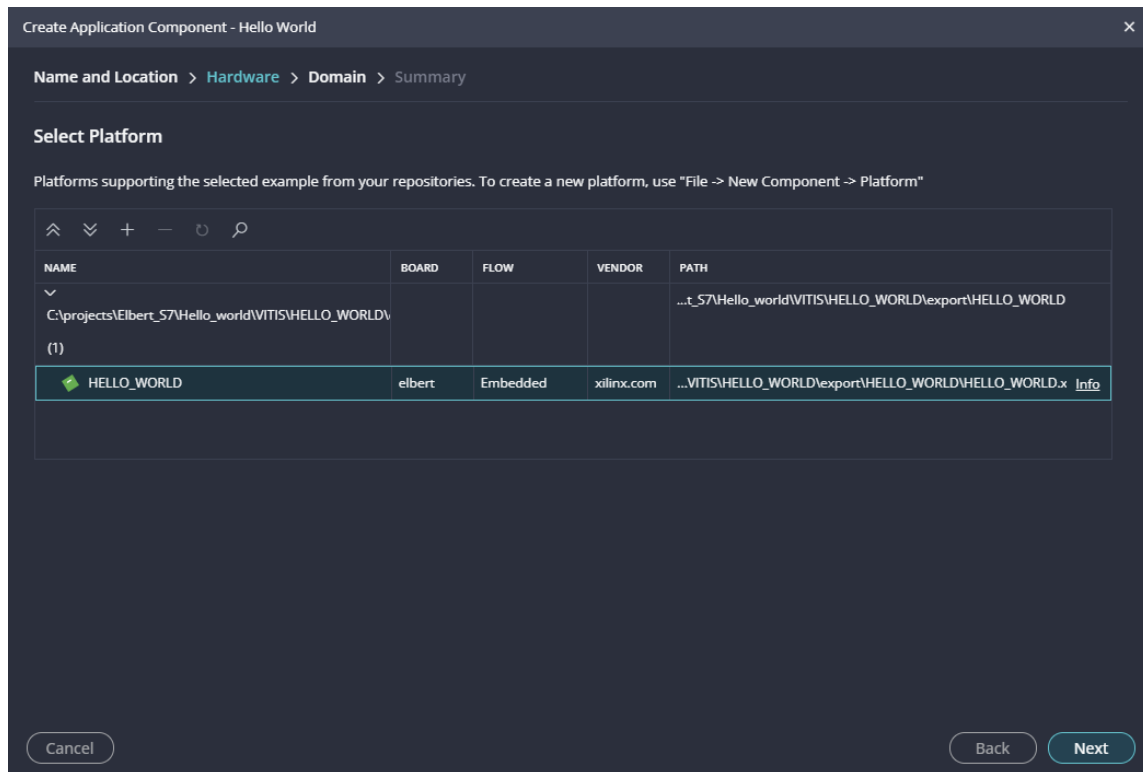 Create Application Component - Hello World
Name and Location > Hardware > Domain > Summary
Select Platform
Platforms supporting the selected example from your repositories. To create a new platform, use "File -> New Component -> Platform"
NAME BOARD FLOW VENDOR PATH
C:\projects\Elbert_S7\Hello_world\VITIS\HELLO_WORLD\ ...t_S7\Hello_world\VITIS\HELLO_WORLD\export\HELLO_WORLD
(1)
HELLO_WORLD elbert Embedded xilinx.com ...VITIS\HELLO_WORLD\export\HELLO_WORLD\HELLO_WORLD.x Info
Cancel Back Next